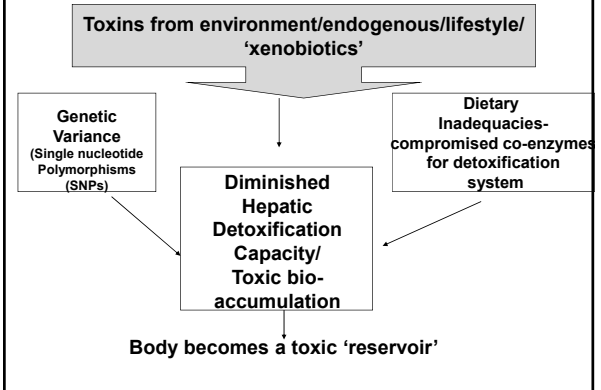 Toxins from environment/endogenous/lifestyle/
‘xenobiotics’
Genetic
Variance
(Single nucleotide
Polymorphisms
(SNPs)
Dietary
Inadequacies-
compromised co-enzymes
for detoxification
system
Diminished
Hepatic
Detoxification
Capacity/
Toxic bio-
accumulation
Body becomes a toxic ‘reservoir’